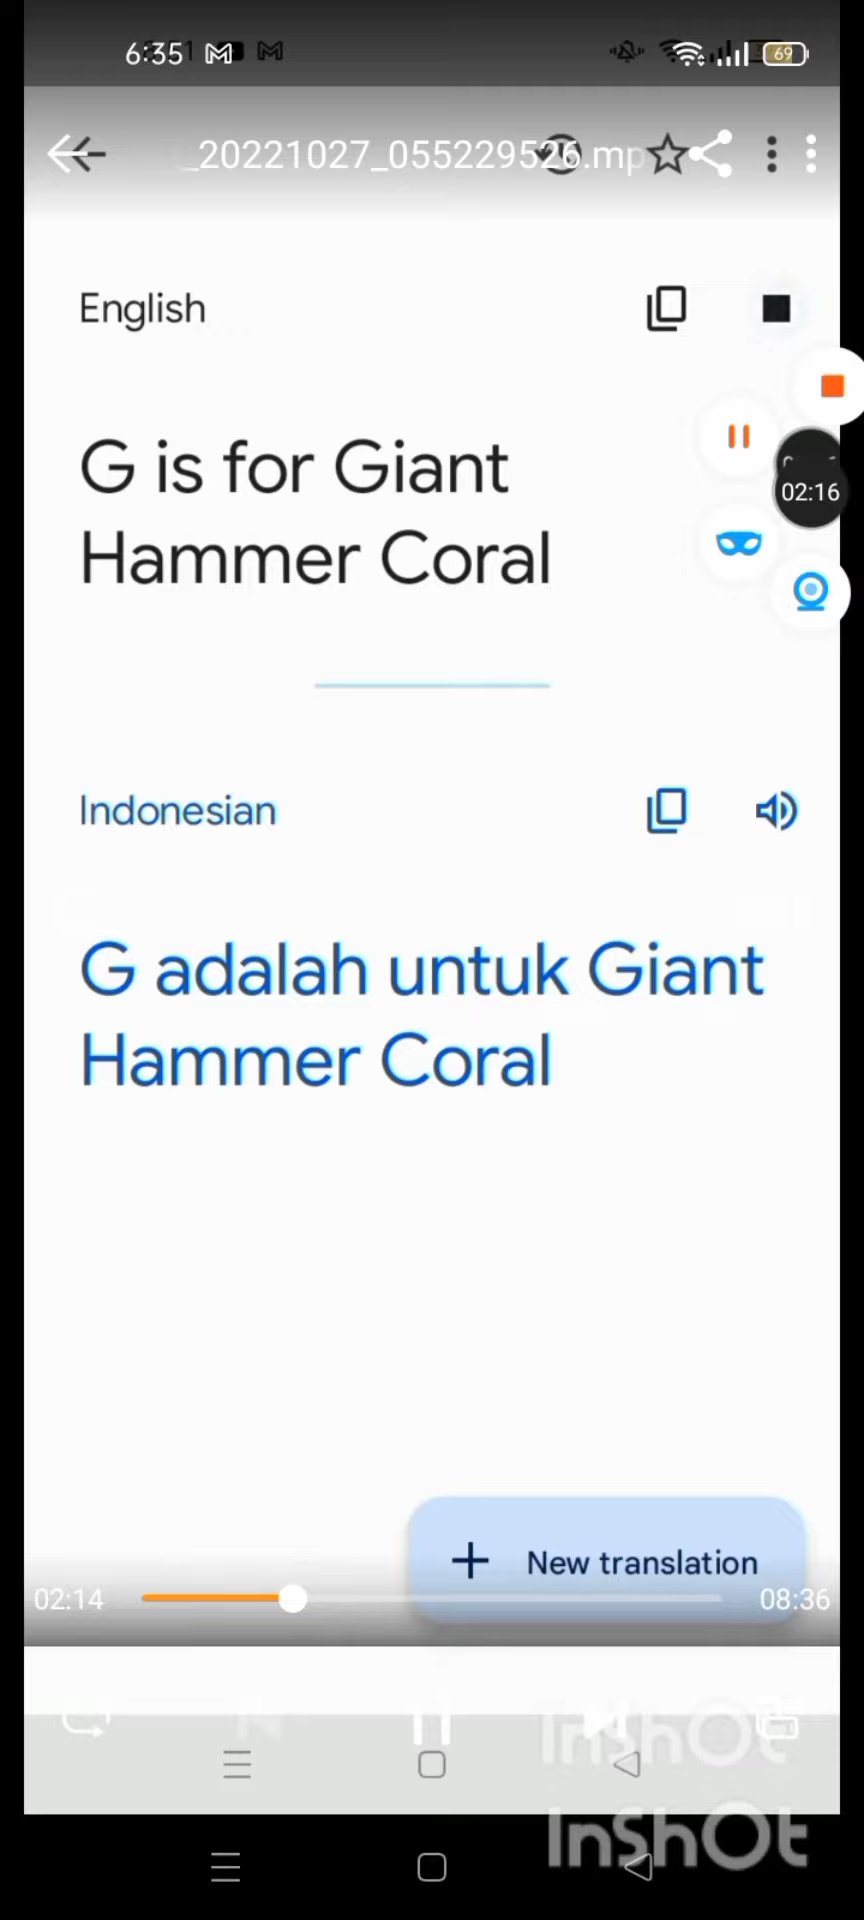 6:35
_20221027_055229526.mp
69
English
G is for Giant
Hammer Coral
02:16
Indonesian
G adalah untuk Giant
Hammer Coral
New translation
02:14
08:36
InShOt
InShOt